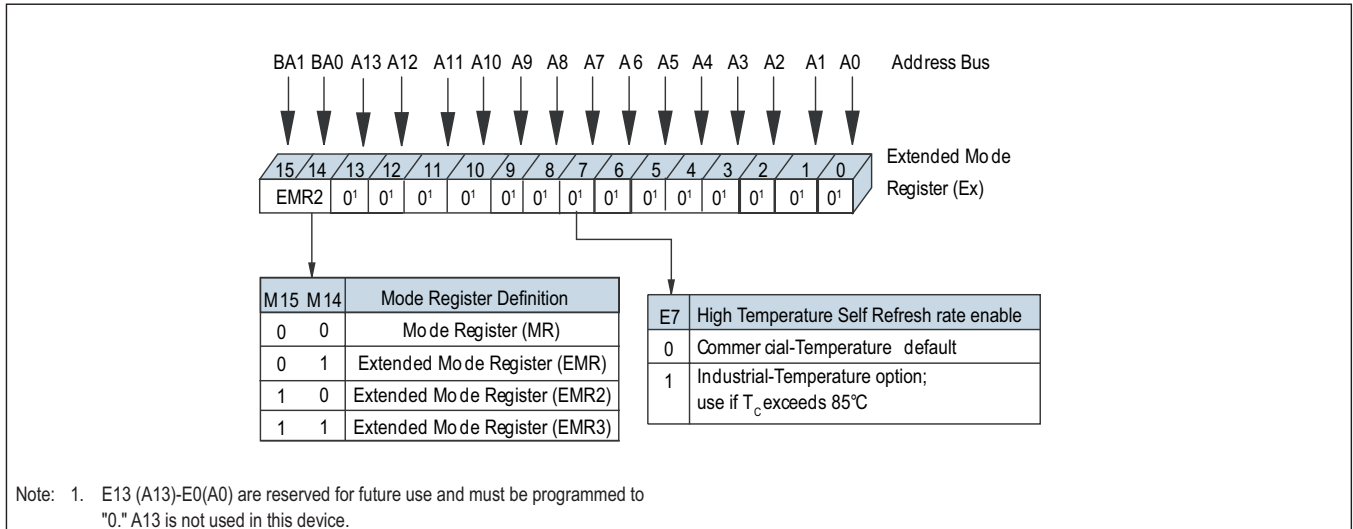 BA1 BA0 A13 A12 A11 A10 A9 A8 A7 A6 A5 A4 A3 A2 A1 A0 Address Bus
15 14 13 12 11 10 9 8 7 6 5 4 3 2 1 0 Extended Mode
EMR2 0¹ 0¹ 0¹ 0¹ 0¹ 0¹ 0¹ 0¹ 0¹ 0¹ 0¹ 0¹ 0¹ 0¹ Register (Ex)
M15 M14 Mode Register Definition
0 0 Mode Register (MR)
0 1 Extended Mode Register (EMR)
1 0 Extended Mode Register (EMR2)
1 1 Extended Mode Register (EMR3)
E7 High Temperature Self Refresh rate enable
0 Commercial-Temperature default
1 Industrial-Temperature option;
use if TC exceeds 85°C
Note: 1. E13 (A13)-E0(A0) are reserved for future use and must be programmed to
"0." A13 is not used in this device.